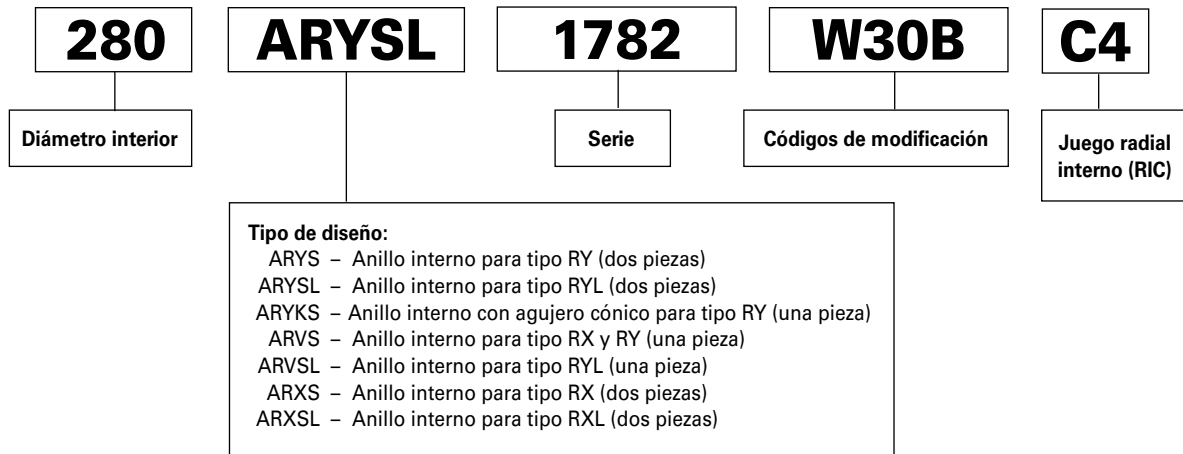 280 ARYSL 1782 W30B C4
Diámetro interior
Serie
Códigos de modificación
Juego radial
interno (RIC)
Tipo de diseño:
ARYS – Anillo interno para tipo RY (dos piezas)
ARYSL – Anillo interno para tipo RYL (dos piezas)
ARYKS – Anillo interno con agujero cónico para tipo RY (una pieza)
ARVS – Anillo interno para tipo RX y RY (una pieza)
ARVSL – Anillo interno para tipo RYL (una pieza)
ARXS – Anillo interno para tipo RX (dos piezas)
ARXSL – Anillo interno para tipo RXL (dos piezas)